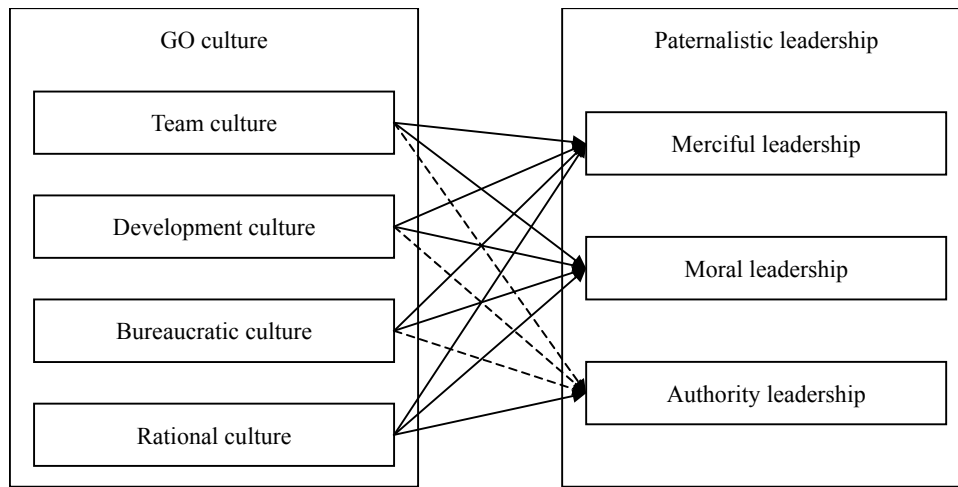 GO culture
Team culture
Development culture
Bureaucratic culture
Rational culture
Paternalistic leadership
Merciful leadership
Moral leadership
Authority leadership